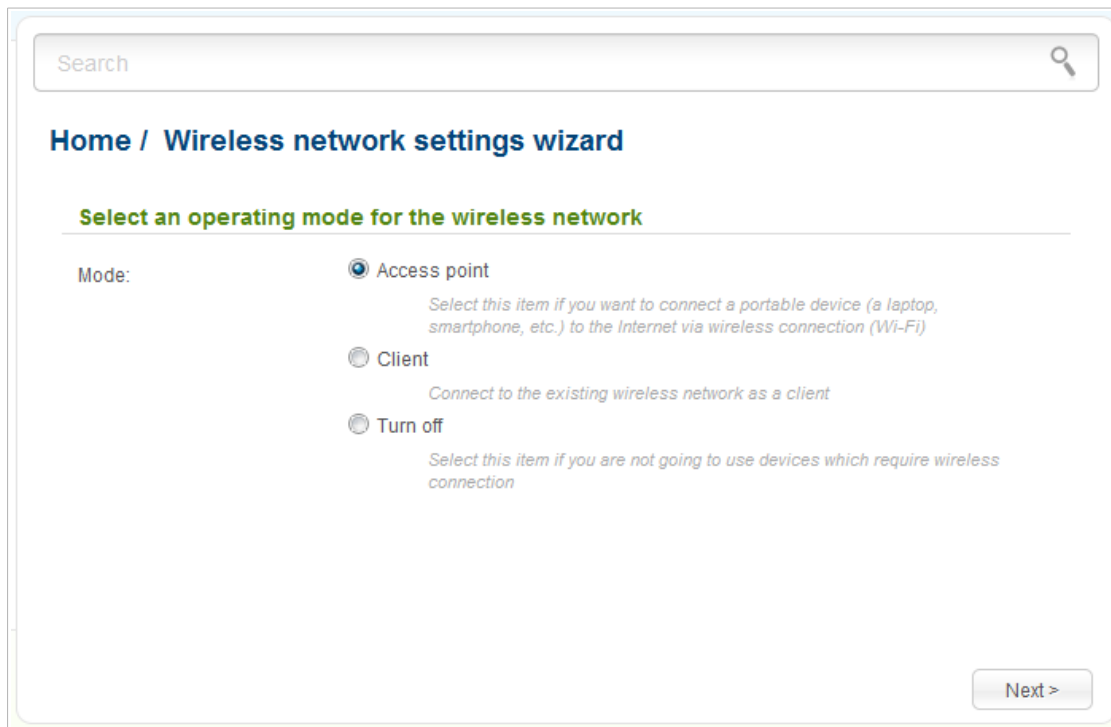 Search
Home / Wireless network settings wizard
Select an operating mode for the wireless network
Mode:
Access point
Select this item if you want to connect a portable device (a laptop,
smartphone, etc.) to the Internet via wireless connection (Wi-Fi)
Client
Connect to the existing wireless network as a client
Turn off
Select this item if you are not going to use devices which require wireless
connection
Next >